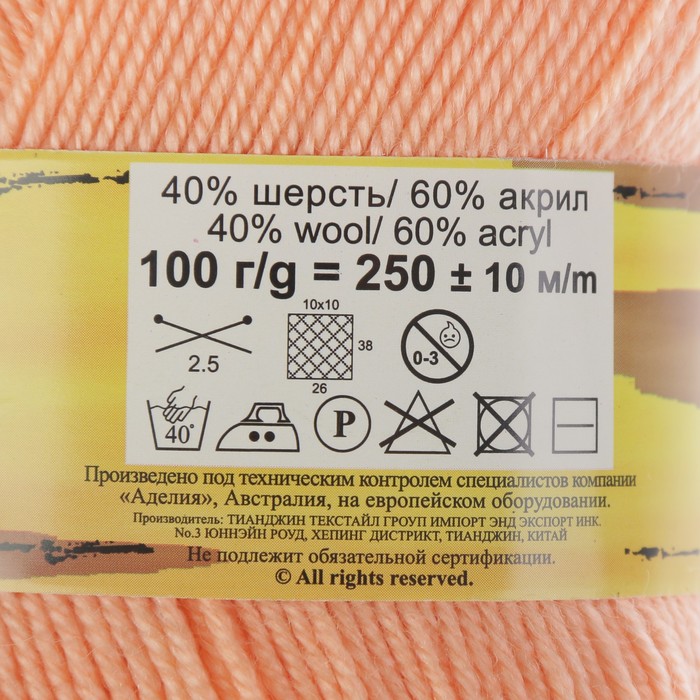 40% шерсть/ 60% акрил
40% wool/ 60% acryl
100 г/g = 250 ± 10 м/m
10x10
38
2.5
26
0-3
40°
P
Произведено под техническим контролем специалистов компании
«Аделия», Австралия, на европейском оборудовании.
Производитель: ТИАНДЖИН ТЕКСТАЙЛ ГРОУП ИМПОРТ ЭНД ЭКСПОРТ ИНК.
No.3 ЮННЭЙН РОУД, ХЕПИНГ ДИСТРИКТ, ТИАНДЖИН, КИТАЙ
Не подлежит обязательной сертификации.
© All rights reserved.